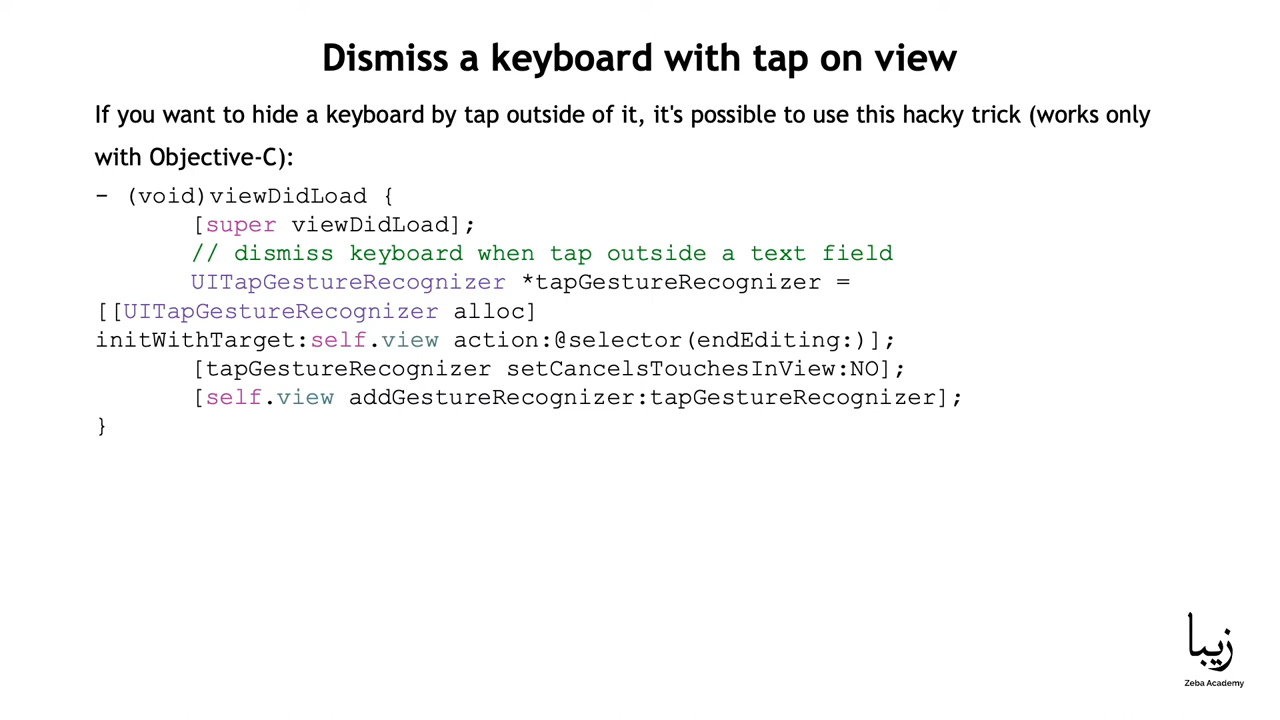 Dismiss a keyboard with tap on view
If you want to hide a keyboard by tap outside of it, it's possible to use this hacky trick (works only
with Objective-C):
- (void)viewDidLoad {
[super viewDidLoad];
// dismiss keyboard when tap outside a text field
UITapGestureRecognizer *tapGestureRecognizer =
[[UITapGestureRecognizer alloc]
initWithTarget:self.view action:@selector(endEditing:)];
[tapGestureRecognizer setCancelsTouchesInView:NO];
[self.view addGestureRecognizer:tapGestureRecognizer];
}
زيبا
Zeba Academy